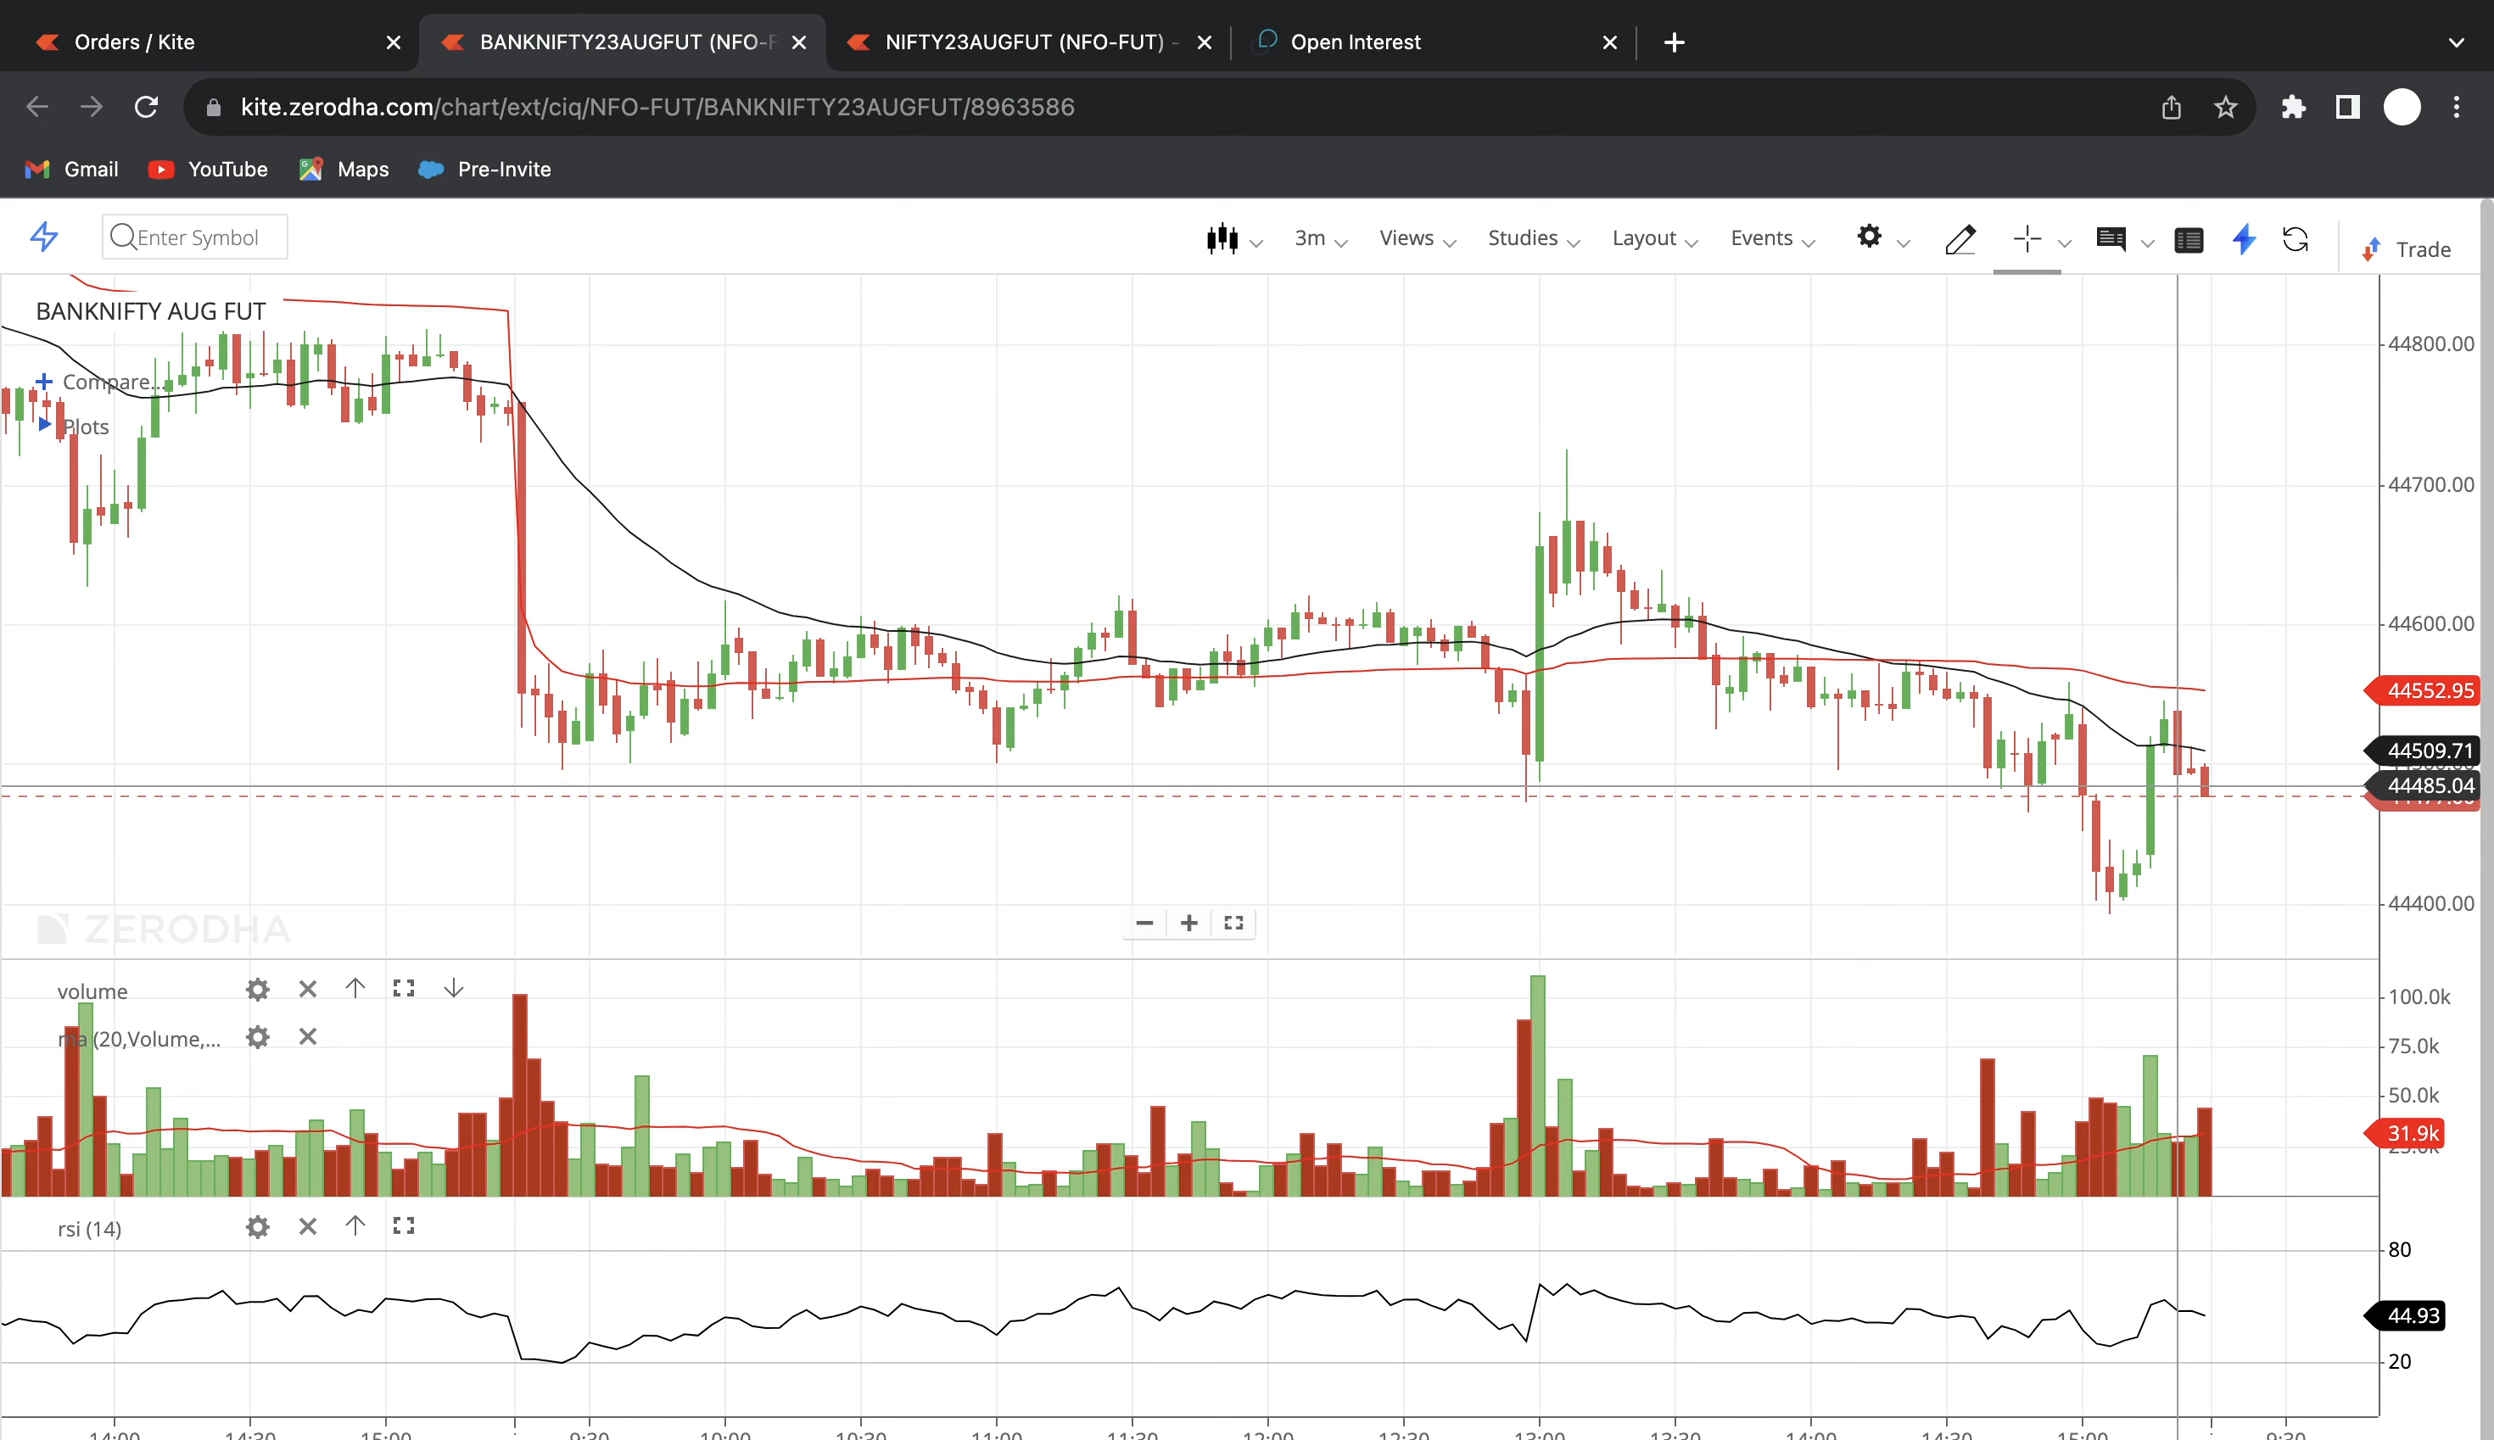 Orders / Kite
BANKNIFTY23AUGFUT (NFO-F
NIFTY23AUGFUT (NFO-FUT) -
Open Interest
kite.zerodha.com/chart/ext/ciq/NFO-FUT/BANKNIFTY23AUGFUT/8963586
Gmail
YouTube
Maps
Pre-Invite
Enter Symbol
3m
Views
Studies
Layout
Events
Trade
BANKNIFTY AUG FUT
Compare...
Plots
44800.00
44700.00
44600.00
44552.95
44509.71
44485.04
44400.00
ZERODHA
volume
ma (20,Volume,...
100.0k
75.0k
50.0k
31.9k
25.0k
rsi (14)
80
44.93
20
14:00 14:30 15:00 9:30 10:00 10:30 11:00 11:30 12:00 12:30 13:00 13:30 14:00 14:30 15:00 9:30